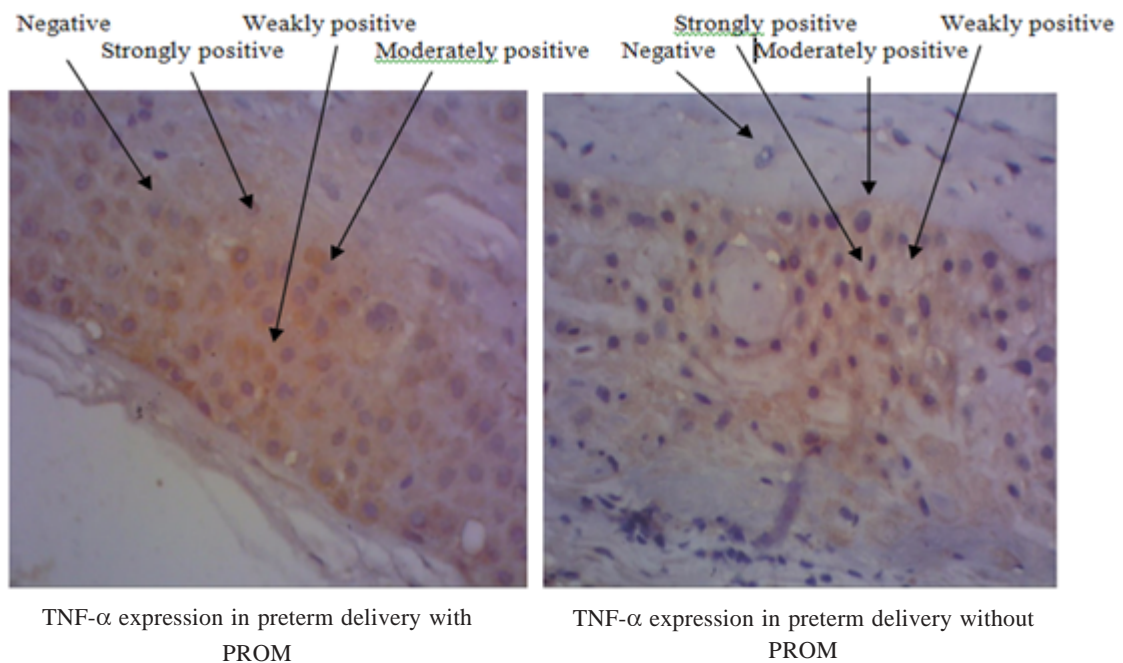 Negative
Weakly positive
Strongly positive
Moderately positive
Strongly positive
Weakly positive
Negative
Moderately positive
TNF-α expression in preterm delivery with
PROM
TNF-α expression in preterm delivery without
PROM